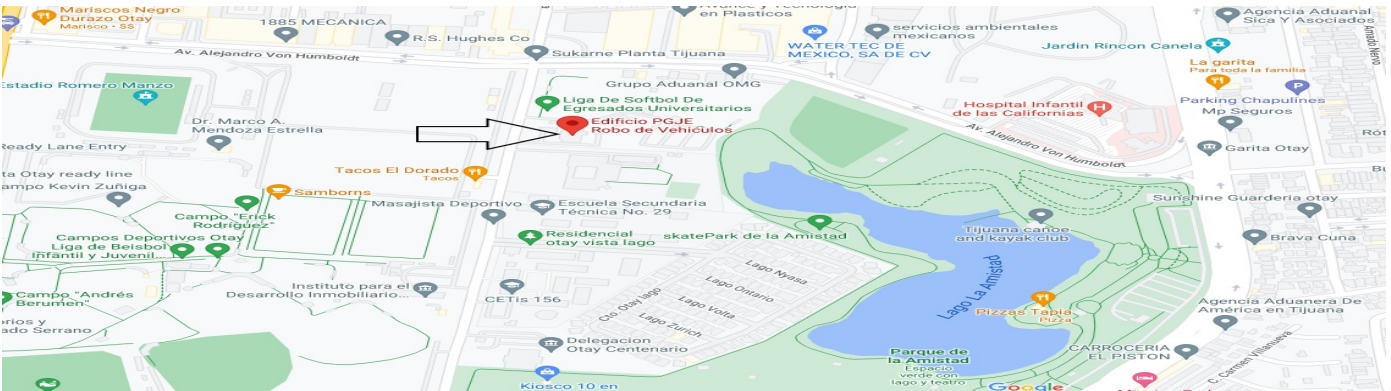 Mariscos Negro
Durazo Otay
Marisco - $$
1885 MECANICA
R.S. Hughes Co
en Plasticos
servicios ambientales
mexicanos
Agencia Aduanal
Sica Y Asociados
Av. Alejandro Von Humboldt
Sukarne Planta Tijuana
WATER TEC DE
MEXICO, SA DE CV
Jardin Rincon Canela
Amado Nervo
La garita
Para toda la familia
Estadio Romero Manzo
Grupo Aduanal OMG
Liga De Softbol De
Egresados Universitarios
Hospital Infantil
de las Californias
Parking Chapulines
Mp Seguros
Edificio PGJE
Robo de Vehículos
Dr. Marco A.
Mendoza Estrella
Av. Alejandro Von Humboldt
Ready Lane Entry
Garita Otay
Tacos El Dorado
Tacos
ta Otay ready line
ampo Kevin Zuñiga
Samborns
Masajista Deportivo
Escuela Secundaria
Técnica No. 29
Sunshine Guarderia otay
Campo "Erick
Rodríguez"
Campos Deportivos Otay
Liga de Beisbol
Infantil y Juvenil...
Residencial
otay vista lago
skatePark de la Amistad
Tijuana canoe
and kayak club
Brava Cuna
Lago Nyasa
Lago Ontario
Lago La Amistad
Instituto para el
Desarrollo Inmobiliario...
CETis 156
Cto Otay lago
Lago Volta
Lago Zurich
Campo "Andrés
Berumen"
Pizzas Tapia
Pizza
Agencia Aduanera De
América en Tijuana
rios y
ado Serrano
Delegacion
Otay Centenario
Parque de
la Amistad
Espacio
verde con
lago y teatro
CARROCERIA
EL PISTON
C. Carmen Villanueva
Kiosco 10 en
Google